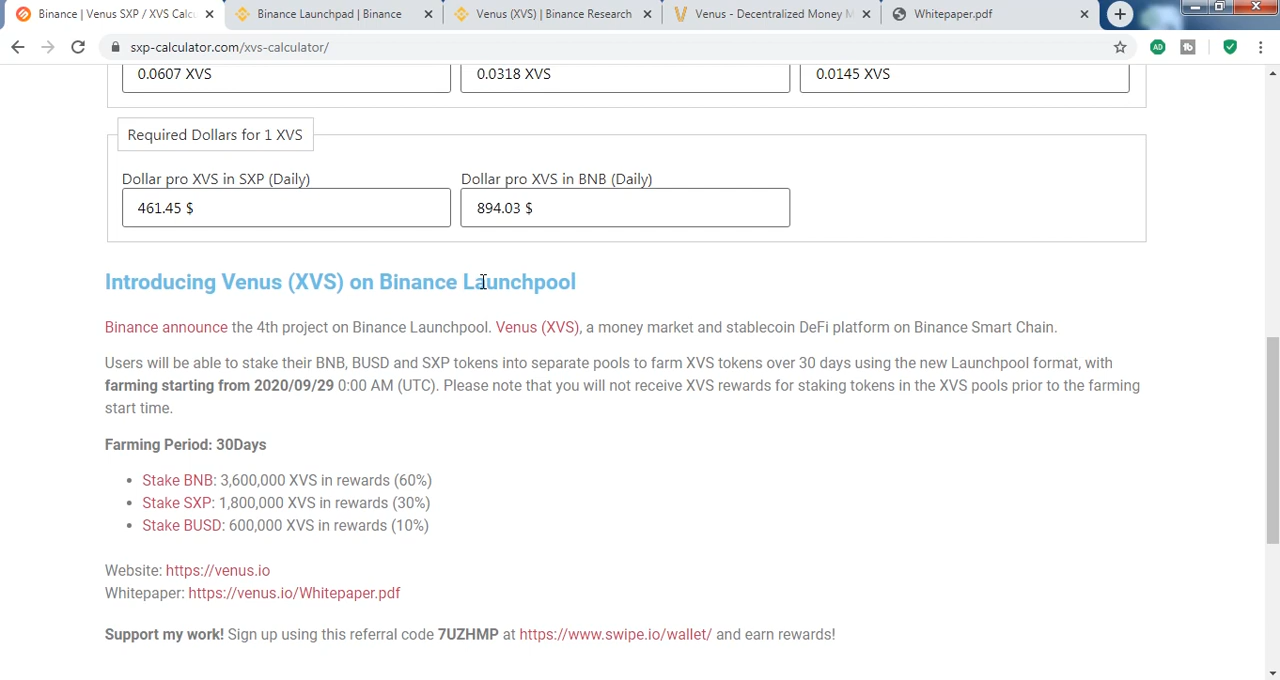 Binance | Venus SXP / XVS Calc
Binance Launchpad | Binance
Venus (XVS) | Binance Research
Venus - Decentralized Money M
Whitepaper.pdf
sxp-calculator.com/xvs-calculator/
0.0607 XVS
0.0318 XVS
0.0145 XVS
Required Dollars for 1 XVS
Dollar pro XVS in SXP (Daily)
Dollar pro XVS in BNB (Daily)
461.45 $
894.03 $
Introducing Venus (XVS) on Binance Launchpool
Binance announce the 4th project on Binance Launchpool. Venus (XVS), a money market and stablecoin DeFi platform on Binance Smart Chain.
Users will be able to stake their BNB, BUSD and SXP tokens into separate pools to farm XVS tokens over 30 days using the new Launchpool format, with
farming starting from 2020/09/29 0:00 AM (UTC). Please note that you will not receive XVS rewards for staking tokens in the XVS pools prior to the farming
start time.
Farming Period: 30Days
Stake BNB: 3,600,000 XVS in rewards (60%)
Stake SXP: 1,800,000 XVS in rewards (30%)
Stake BUSD: 600,000 XVS in rewards (10%)
Website: https://venus.io
Whitepaper: https://venus.io/Whitepaper.pdf
Support my work! Sign up using this referral code 7UZHMP at https://www.swipe.io/wallet/ and earn rewards!